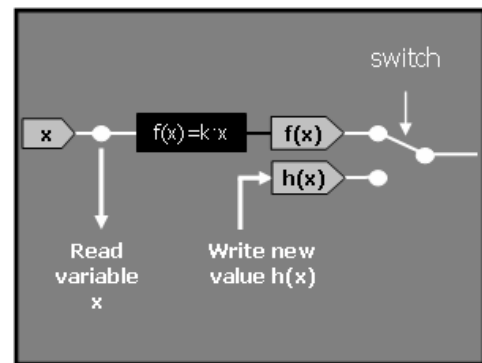 switch
x
f(x)=k·x
f(x)
h(x)
Read
variable
x
Write new
value h(x)